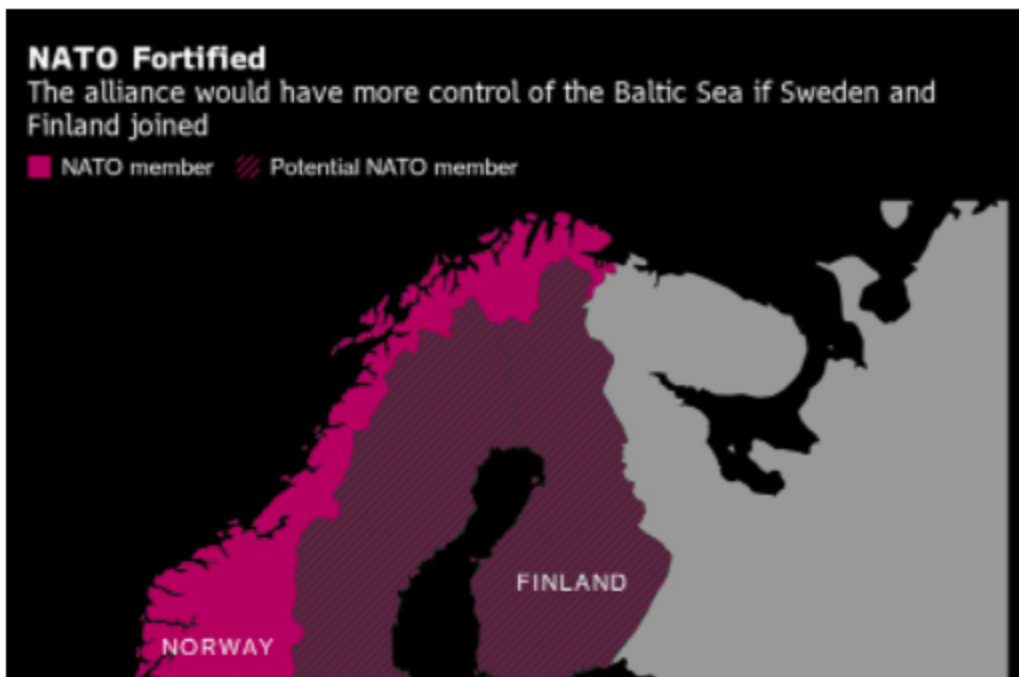 NATO Fortified
The alliance would have more control of the Baltic Sea if Sweden and
Finland joined
NATO member Potential NATO member
FINLAND
NORWAY